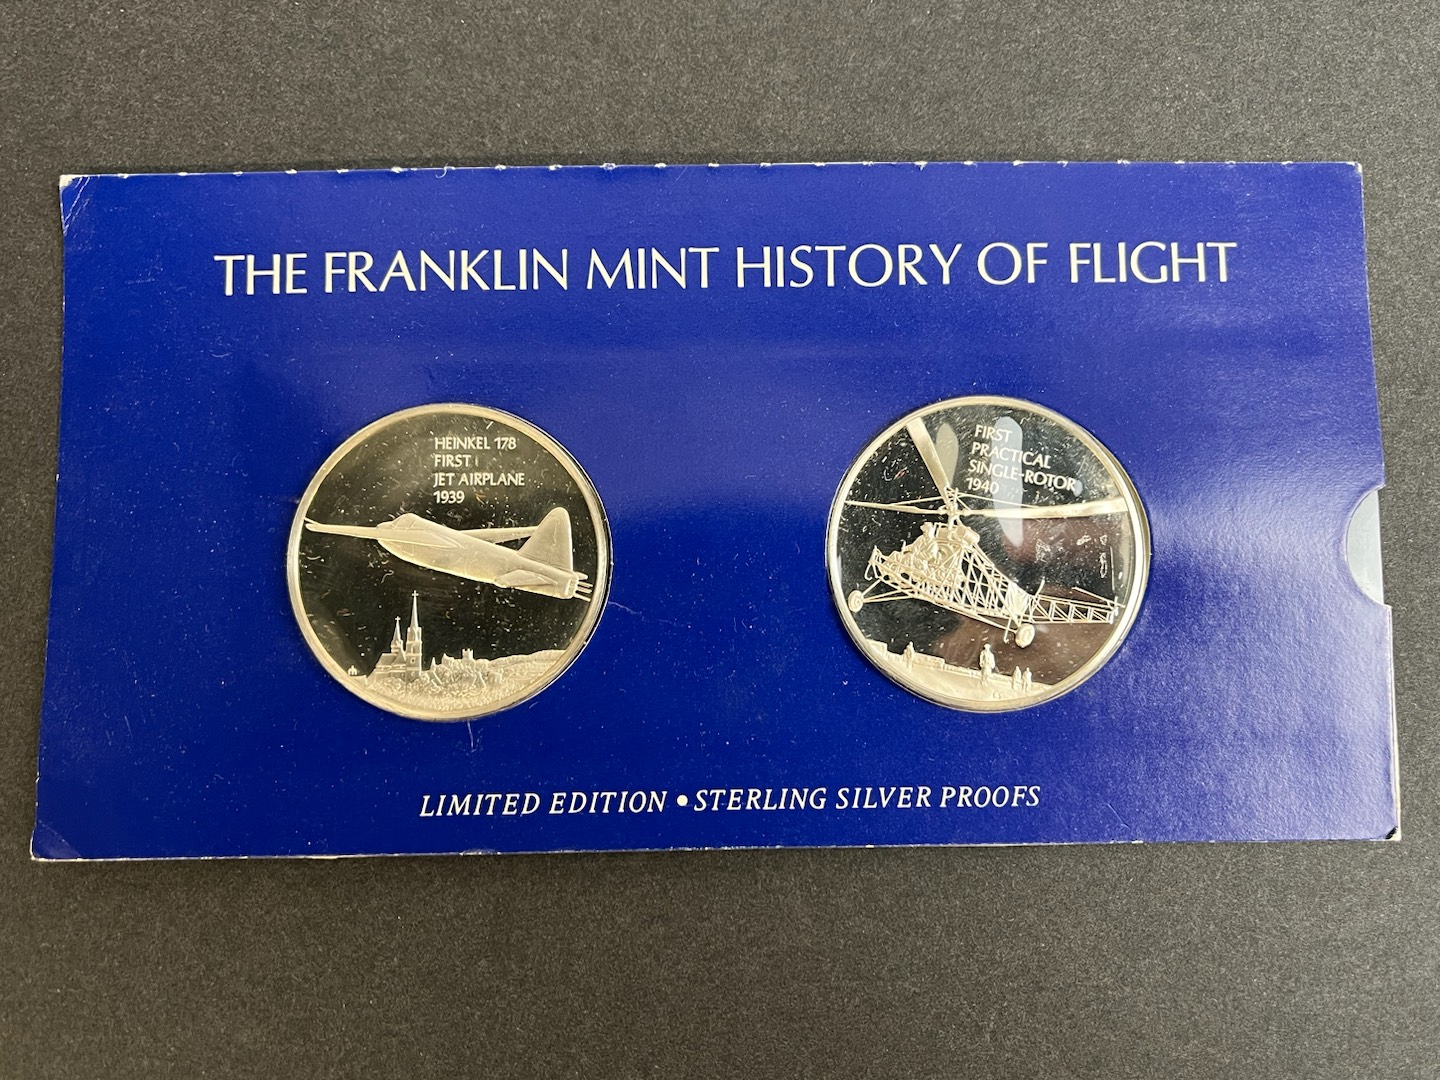 THE FRANKLIN MINT HISTORY OF FLIGHT
HEINKEL 178
FIRST
JET AIRPLANE
1939
FIRST
PRACTICAL
SINGLE-ROTOR
1940
LIMITED EDITION • STERLING SILVER PROOFS